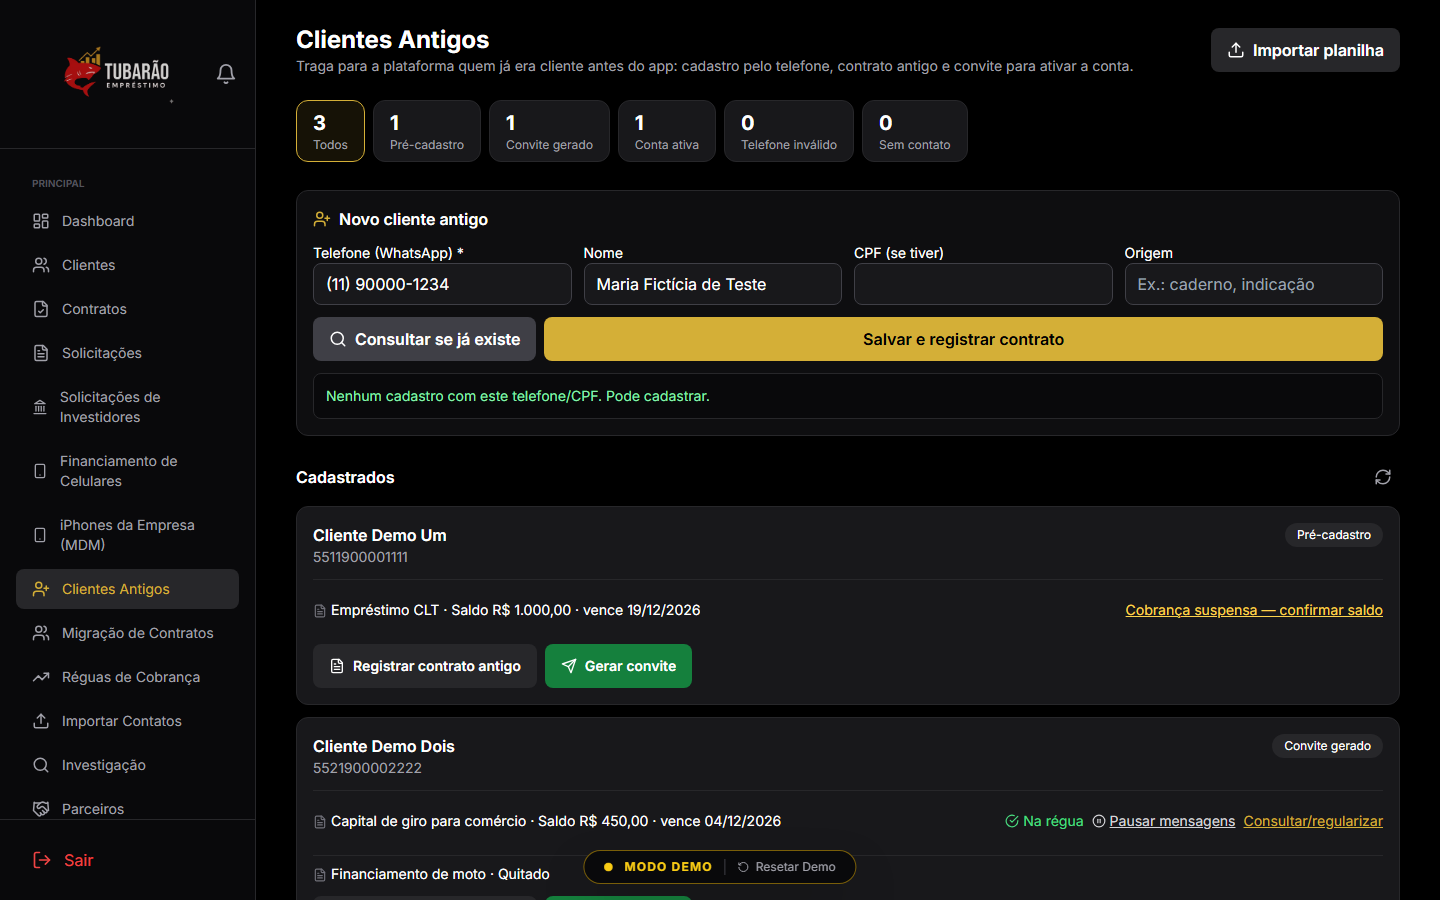 TUBARÃO
EMPRÉSTIMO
PRINCIPAL
Dashboard
Clientes
Contratos
Solicitações
Solicitações de
Investidores
Financiamento de
Celulares
iPhones da Empresa
(MDM)
Clientes Antigos
Migração de Contratos
Réguas de Cobrança
Importar Contatos
Investigação
Parceiros
Sair
Clientes Antigos
Traga para a plataforma quem já era cliente antes do app: cadastro pelo telefone, contrato antigo e convite para ativar a conta.
Importar planilha
3
Todos
1
Pré-cadastro
1
Convite gerado
1
Conta ativa
0
Telefone inválido
0
Sem contato
Novo cliente antigo
Telefone (WhatsApp) *
Nome
CPF (se tiver)
Origem
(11) 90000-1234
Maria Fictícia de Teste
Ex.: caderno, indicação
Consultar se já existe
Salvar e registrar contrato
Nenhum cadastro com este telefone/CPF. Pode cadastrar.
Cadastrados
Cliente Demo Um
5511900001111
Pré-cadastro
Empréstimo CLT · Saldo R$ 1.000,00 · vence 19/12/2026
Cobrança suspensa — confirmar saldo
Registrar contrato antigo
Gerar convite
Cliente Demo Dois
5521900002222
Convite gerado
Capital de giro para comércio · Saldo R$ 450,00 · vence 04/12/2026
Na régua
Pausar mensagens
Consultar/regularizar
Financiamento de moto · Quitado
MODO DEMO
Resetar Demo